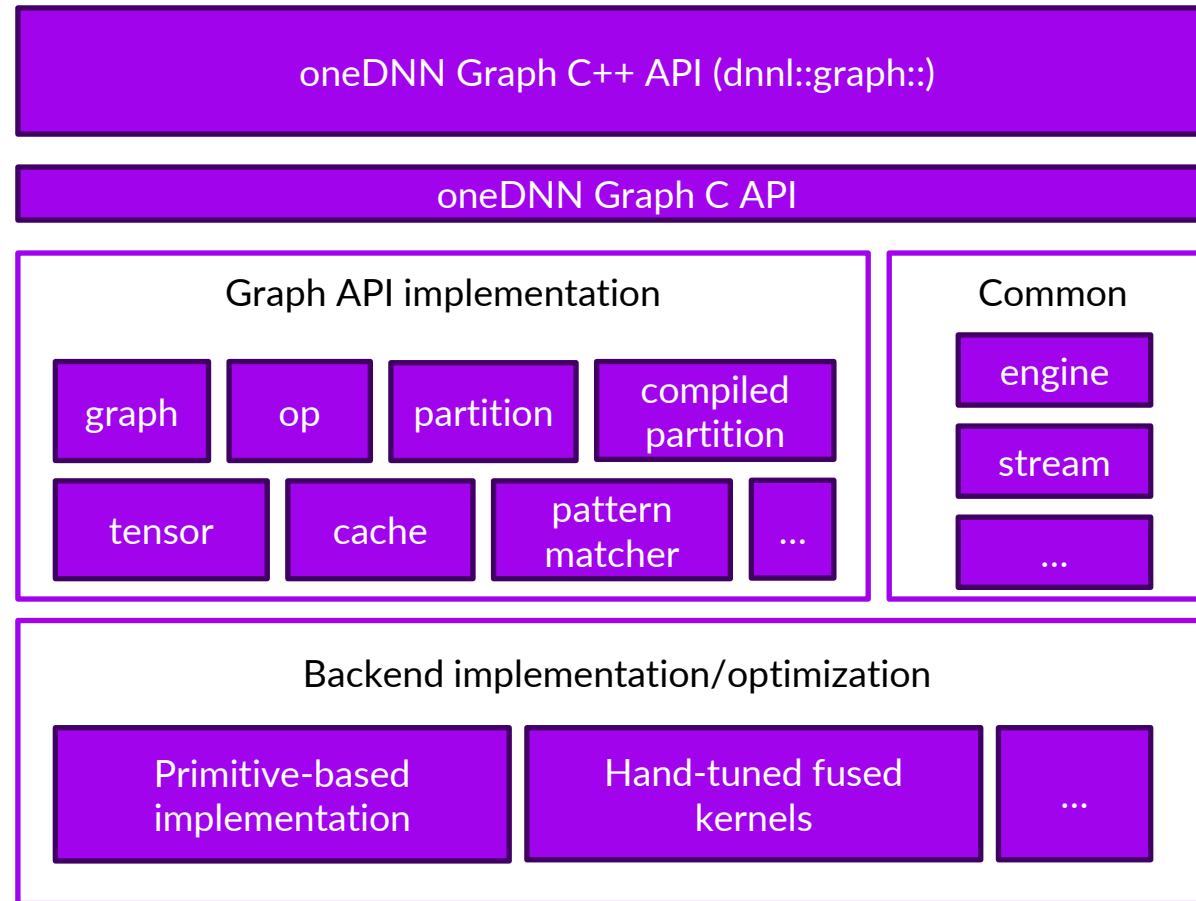 oneDNN Graph C++ API (dnnl::graph::)
oneDNN Graph C API
Graph API implementation
graph
op
partition
compiled
partition
tensor
cache
pattern
matcher
...
Common
engine
stream
...
Backend implementation/optimization
Primitive-based
implementation
Hand-tuned fused
kernels
...